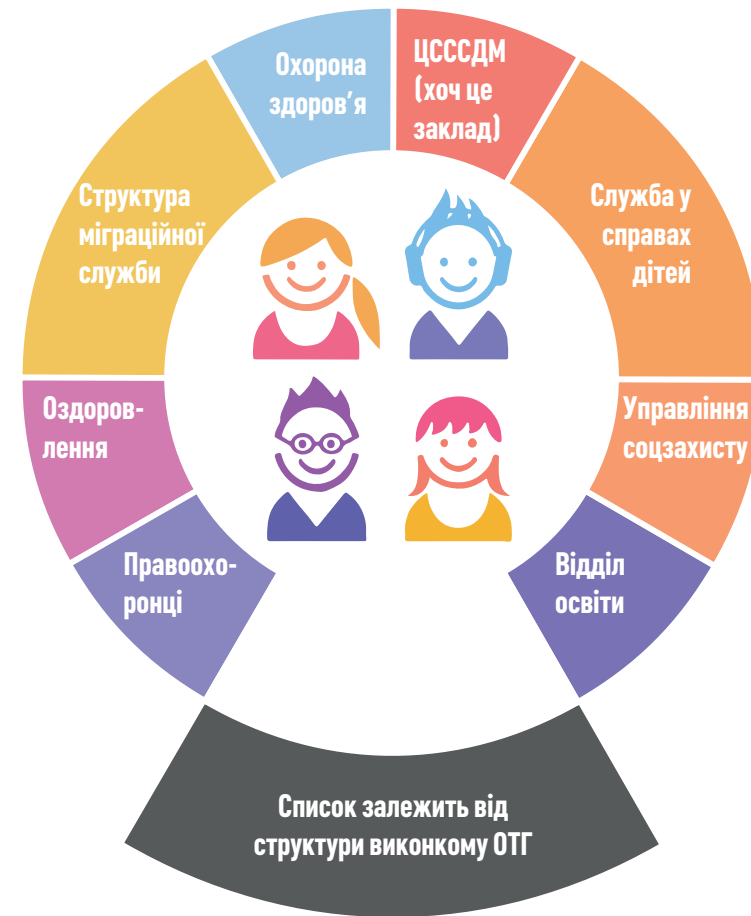 Охорона
здоров’я
ЦСССДМ
(хоч це
заклад)
Служба у
справах
дітей
Управління
соцзахисту
Відділ
освіти
Список залежить від
структури виконкому ОТГ
Правоохо-
ронці
Оздоров-
лення
Структура
міграційної
служби